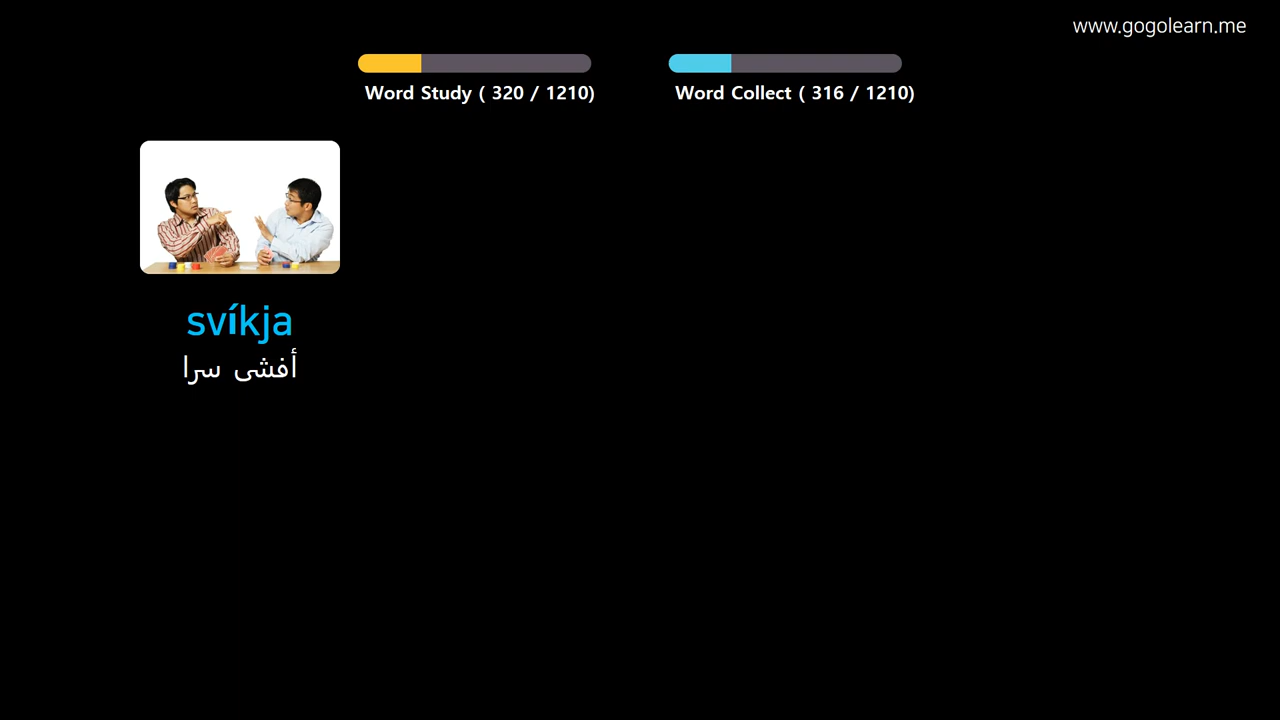 www.gogolearn.me
Word Study ( 320 / 1210)
Word Collect ( 316 / 1210)
svíkja
أفشى سرا